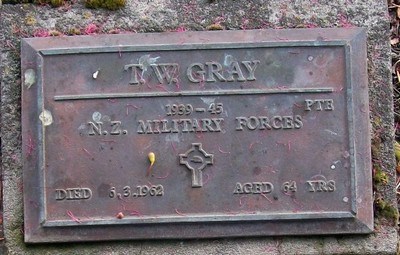 T. W. GRAY
1939-45 PTE
N.Z. MILITARY FORCES
DIED 5.3.1962 AGED 64 YRS